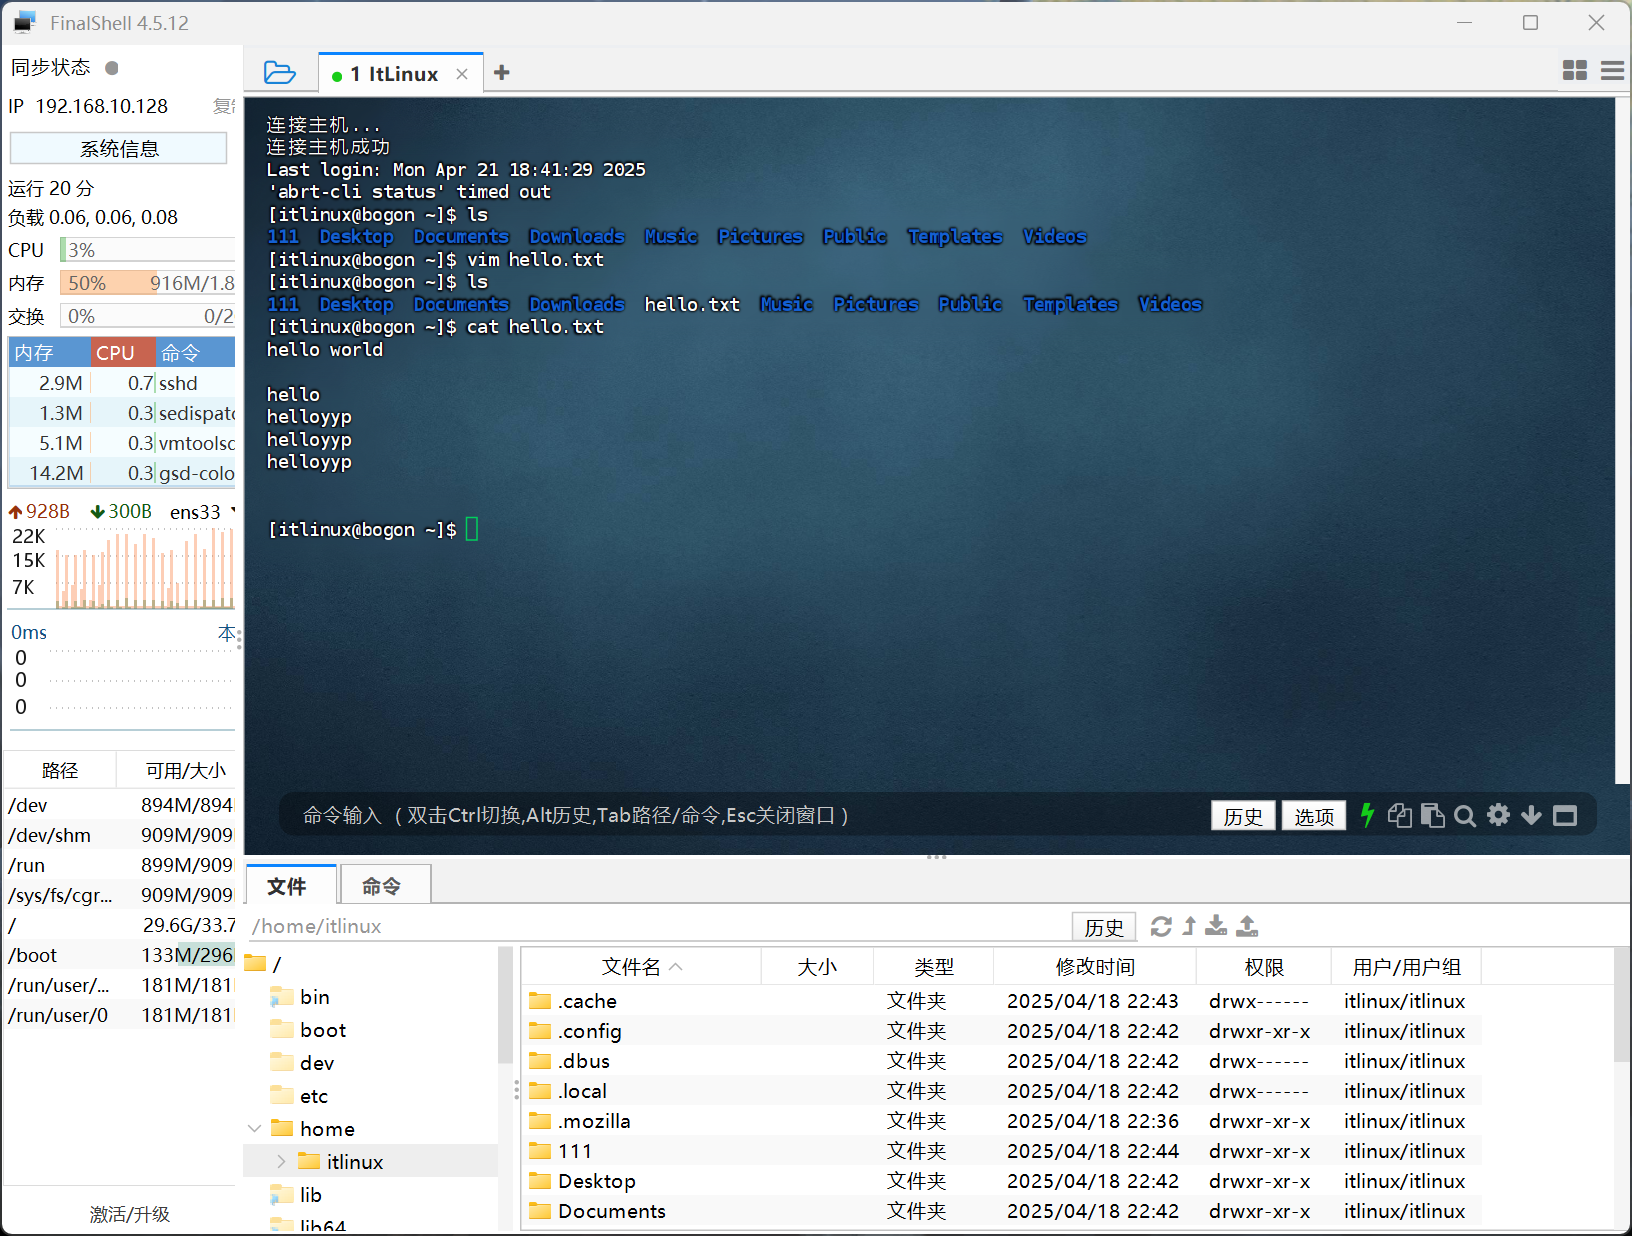 FinalShell 4.5.12
同步状态
IP 192.168.10.128
系统信息
运行 20 分
负载 0.06, 0.06, 0.08
CPU 3%
内存 50% 916M/1.8
交换 0% 0/2
内存 CPU 命令
2.9M 0.7 sshd
1.3M 0.3 sedispatc
5.1M 0.3 vmtoolsd
14.2M 0.3 gsd-colo
928B 300B ens33
22K
15K
7K
0ms 本
0
0
0
路径 可用/大小
/dev 894M/894
/dev/shm 909M/909
/run 899M/909
/sys/fs/cgr... 909M/909
/ 29.6G/33.7
/boot 133M/296
/run/user/... 181M/181
/run/user/0 181M/181
激活/升级
1 ItLinux
连接主机...
连接主机成功
Last login: Mon Apr 21 18:41:29 2025
'abrt-cli status' timed out
[itlinux@bogon ~]$ ls
111 Desktop Documents Downloads Music Pictures Public Templates Videos
[itlinux@bogon ~]$ vim hello.txt
[itlinux@bogon ~]$ ls
111 Desktop Documents Downloads hello.txt Music Pictures Public Templates Videos
[itlinux@bogon ~]$ cat hello.txt
hello world
hello
helloyyp
helloyyp
helloyyp
[itlinux@bogon ~]$
命令输入 (双击Ctrl切换,Alt历史,Tab路径/命令,Esc关闭窗口)
历史 选项
文件 命令
/home/itlinux 历史
/
bin
boot
dev
etc
home
itlinux
lib
lib64
文件名 大小 类型 修改时间 权限 用户/用户组
.cache 文件夹 2025/04/18 22:43 drwx------ itlinux/itlinux
.config 文件夹 2025/04/18 22:42 drwxr-xr-x itlinux/itlinux
.dbus 文件夹 2025/04/18 22:42 drwx------ itlinux/itlinux
.local 文件夹 2025/04/18 22:42 drwx------ itlinux/itlinux
.mozilla 文件夹 2025/04/18 22:36 drwxr-xr-x itlinux/itlinux
111 文件夹 2025/04/18 22:44 drwxr-xr-x itlinux/itlinux
Desktop 文件夹 2025/04/18 22:42 drwxr-xr-x itlinux/itlinux
Documents 文件夹 2025/04/18 22:42 drwxr-xr-x itlinux/itlinux